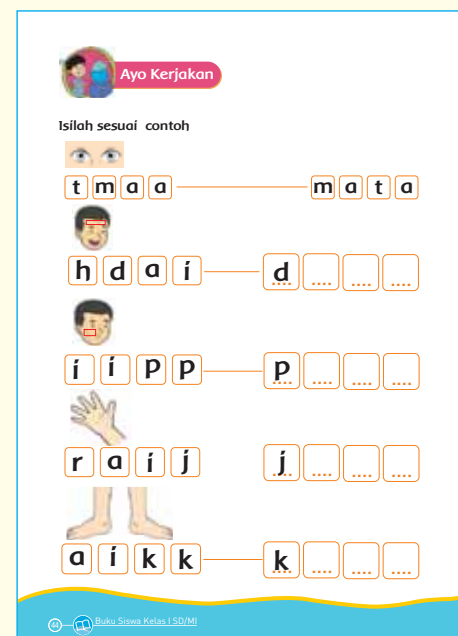 Ayo Kerjakan
Isilah sesuai contoh
t m a a m a t a
h d a i d .... .... .... ....
i i p p p .... .... .... ....
r a i j j .... .... .... ....
a i k k k .... .... .... ....
44 Buku Siswa Kelas I SD/MI